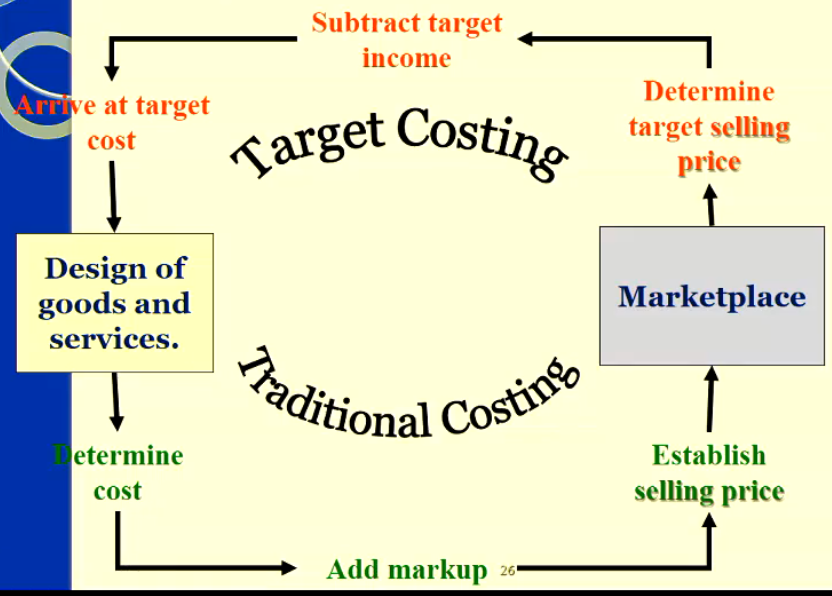 Subtract target
income
Arrive at target
cost
Determine
target selling
price
Target Costing
Design of
goods and
services.
Marketplace
Traditional Costing
Determine
cost
Establish
selling price
Add markup
26